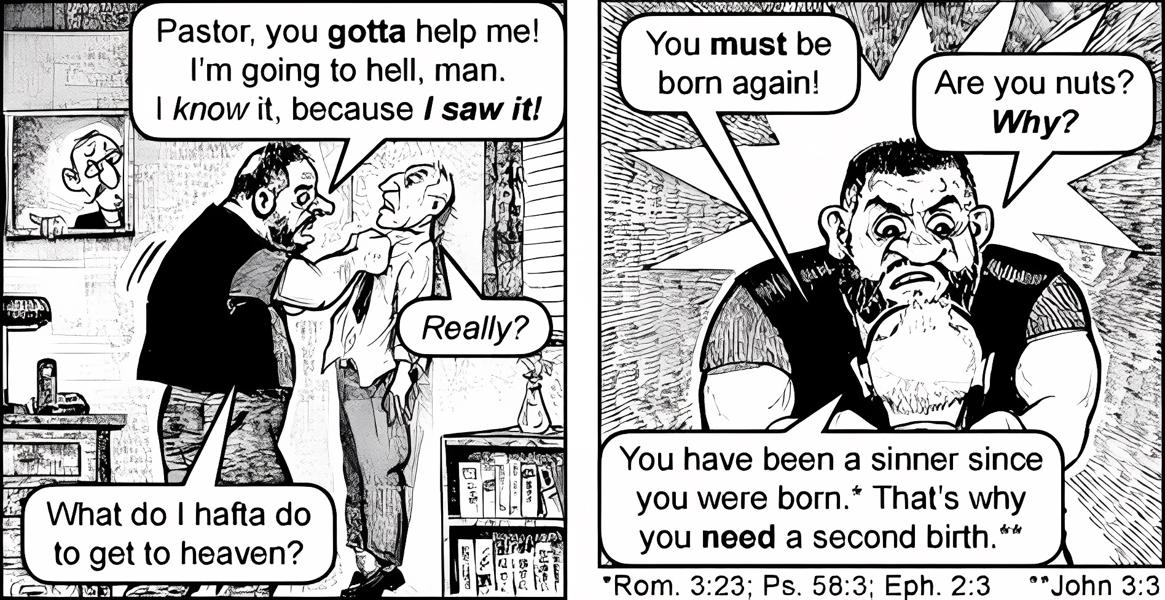 Pastor, you gotta help me!
I'm going to hell, man.
I know it, because I saw it!
Really?
What do I hafta do
to get to heaven?
You must be
born again!
Are you nuts?
Why?
You have been a sinner since
you were born.* That's why
you need a second birth.**
*Rom. 3:23; Ps. 58:3; Eph. 2:3 **John 3:3